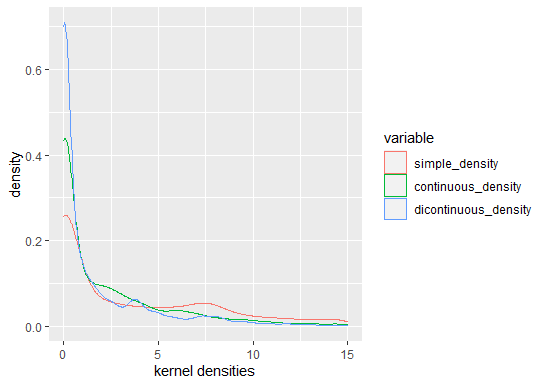 0.6
0.4
0.2
0.0
density
0
5
10
15
kernel densities
variable
simple_density
continuous_density
dicontinuous_density